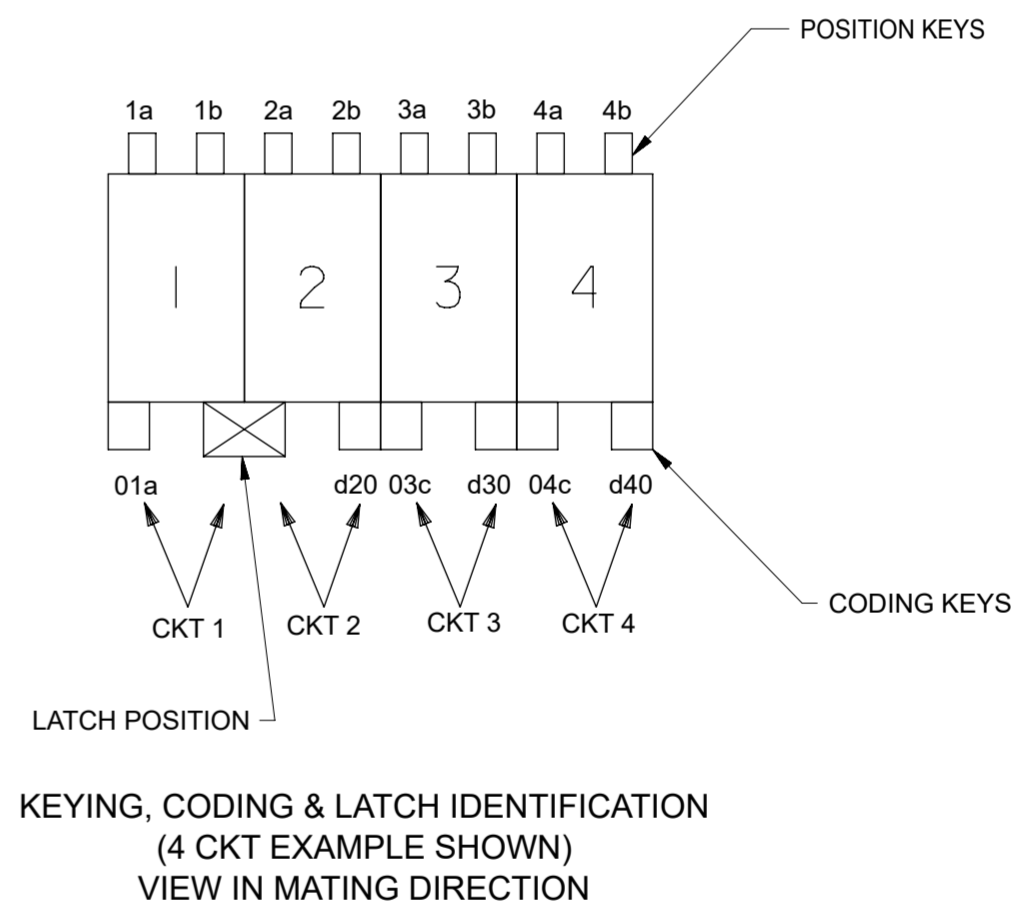 POSITION KEYS
1a 1b 2a 2b 3a 3b 4a 4b
1 2 3 4
01a d20 03c d30 04c d40
CODING KEYS
CKT 1 CKT 2 CKT 3 CKT 4
LATCH POSITION
KEYING, CODING & LATCH IDENTIFICATION
(4 CKT EXAMPLE SHOWN)
VIEW IN MATING DIRECTION